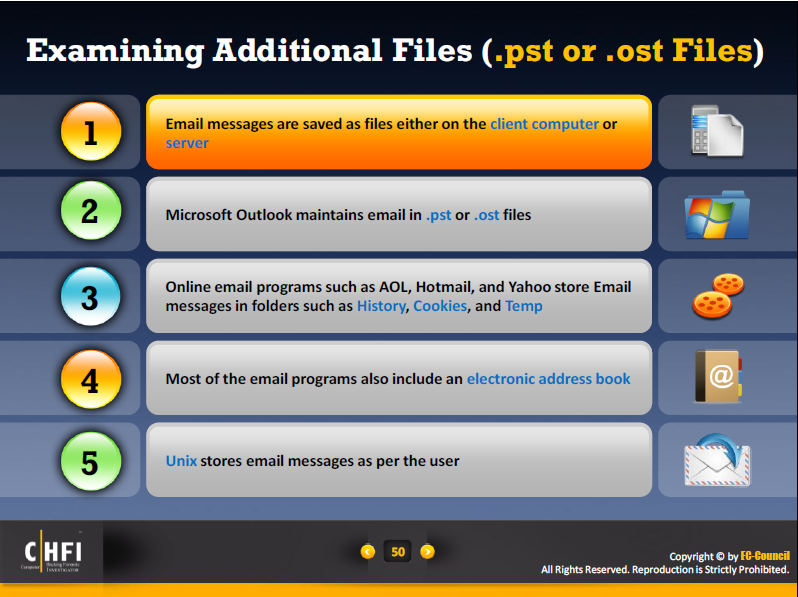 Examining Additional Files (.pst or .ost Files)
1
Email messages are saved as files either on the client computer or
server
2
Microsoft Outlook maintains email in .pst or .ost files
3
Online email programs such as AOL, Hotmail, and Yahoo store Email
messages in folders such as History, Cookies, and Temp
4
Most of the email programs also include an electronic address book
@
5
Unix stores email messages as per the user
CHFI
Computer Hacking Forensic
INVESTIGATOR
50
Copyright © by EC-Council
All Rights Reserved. Reproduction is Strictly Prohibited.